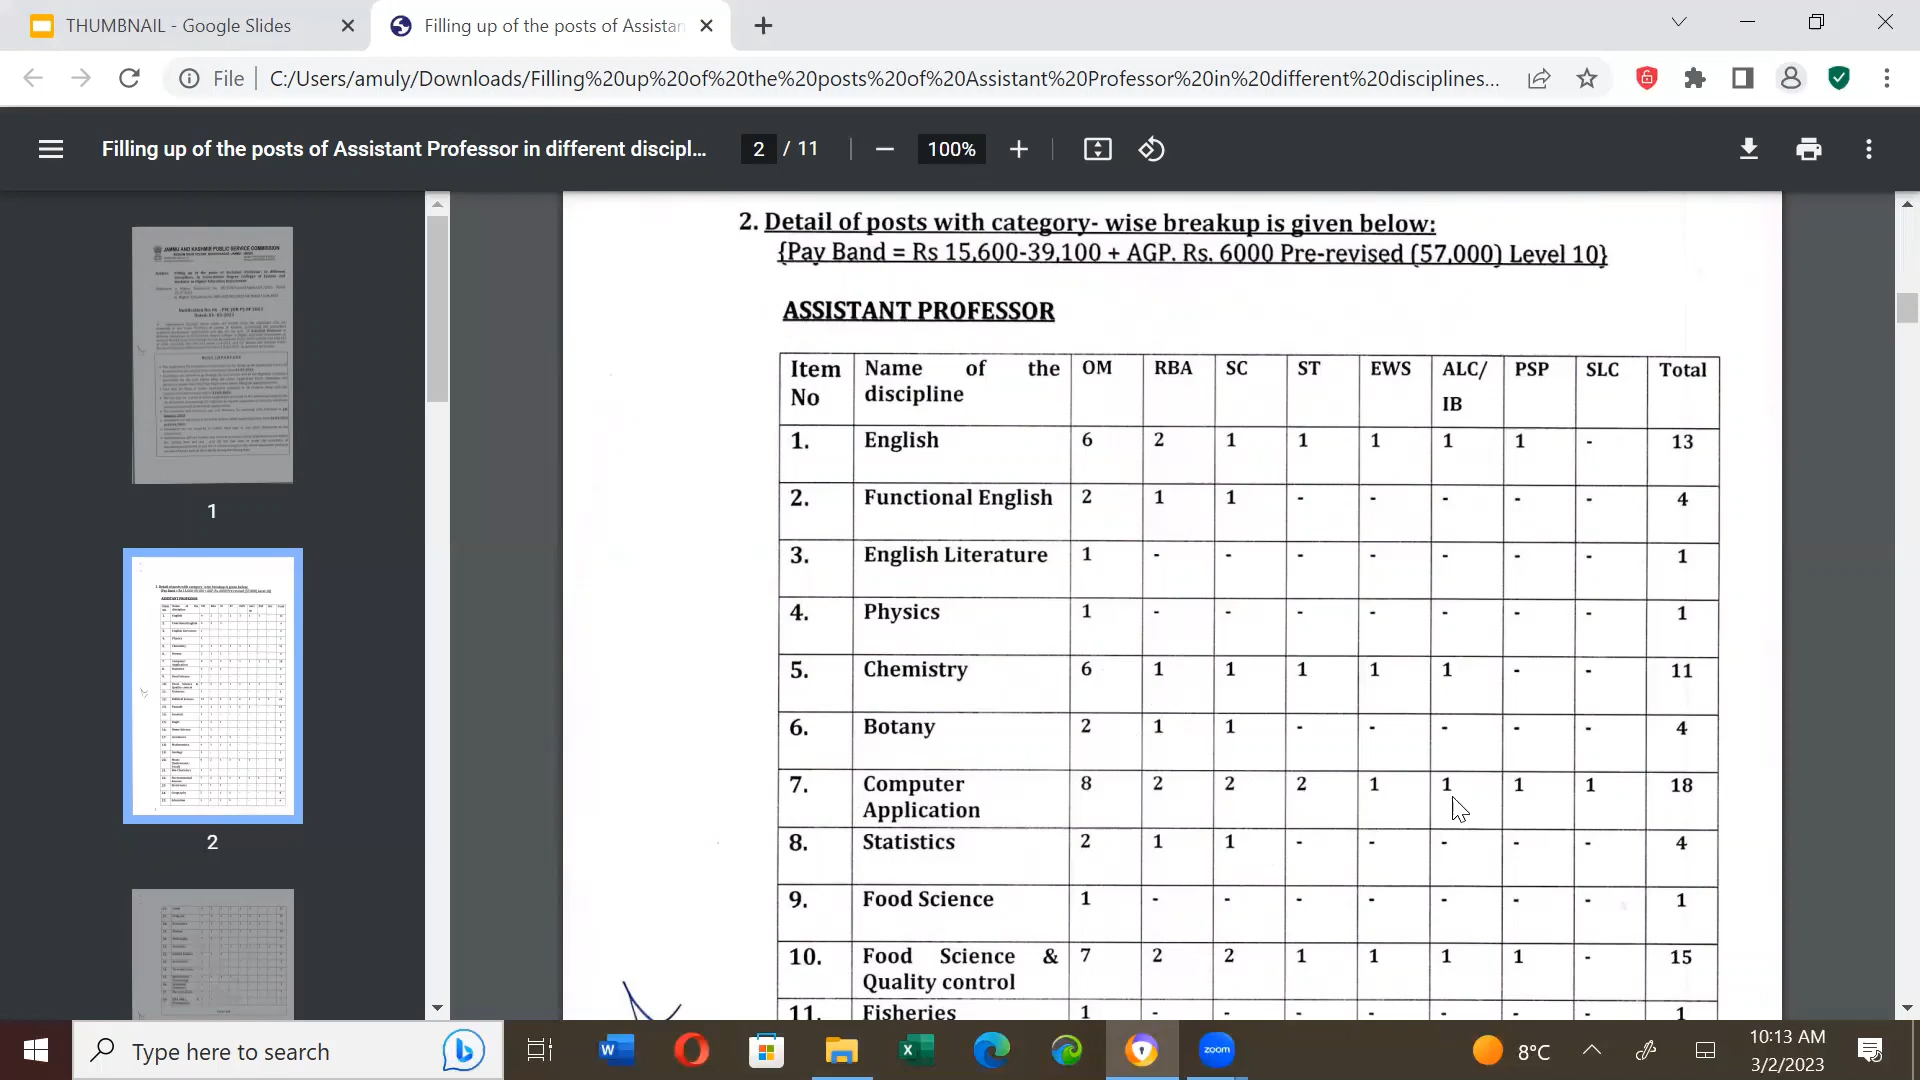 THUMBNAIL - Google Slides
Filling up of the posts of Assistan
File
C:/Users/amuly/Downloads/Filling%20up%20of%20the%20posts%20of%20Assistant%20Professor%20in%20different%20disciplines...
Filling up of the posts of Assistant Professor in different discipl...
2 / 11
100%
JAMMU AND KASHMIR PUBLIC SERVICE COMMISSION
1
2
2. Detail of posts with category- wise breakup is given below:
{Pay Band = Rs 15,600-39,100 + AGP. Rs. 6000 Pre-revised (57,000) Level 10}
ASSISTANT PROFESSOR
Item No Name of the discipline OM RBA SC ST EWS ALC/ IB PSP SLC Total
1. English 6 2 1 1 1 1 1 - 13
2. Functional English 2 1 1 - - - - - 4
3. English Literature 1 - - - - - - - 1
4. Physics 1 - - - - - - - 1
5. Chemistry 6 1 1 1 1 1 - - 11
6. Botany 2 1 1 - - - - - 4
7. Computer Application 8 2 2 2 1 1 1 1 18
8. Statistics 2 1 1 - - - - - 4
9. Food Science 1 - - - - - - - 1
10. Food Science & Quality control 7 2 2 1 1 1 1 - 15
11. Fisheries 1 - - - - - - - 1
Type here to search
zoom
8°C
10:13 AM
3/2/2023